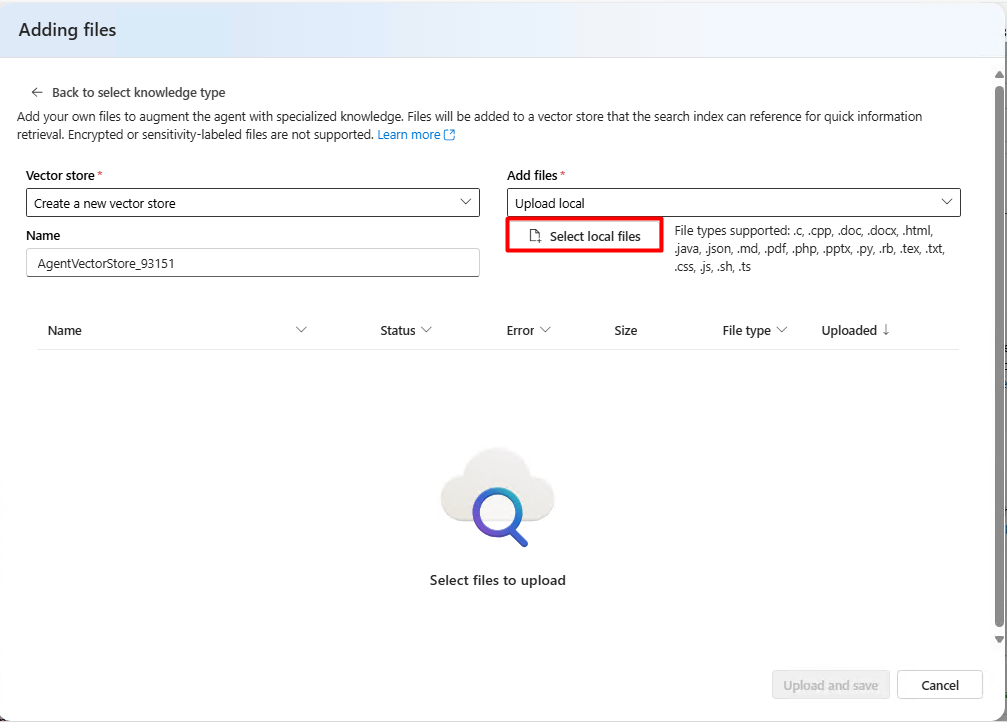 Adding files
Back to select knowledge type
Add your own files to augment the agent with specialized knowledge. Files will be added to a vector store that the search index can reference for quick information
retrieval. Encrypted or sensitivity-labeled files are not supported. Learn more
Vector store *
Create a new vector store
Name
AgentVectorStore_93151
Add files *
Upload local
Select local files
File types supported: .c, .cpp, .doc, .docx, .html,
.java, .json, .md, .pdf, .php, .pptx, .py, .rb, .tex, .txt,
.css, .js, .sh, .ts
Name Status Error Size File type Uploaded
Select files to upload
Upload and save Cancel